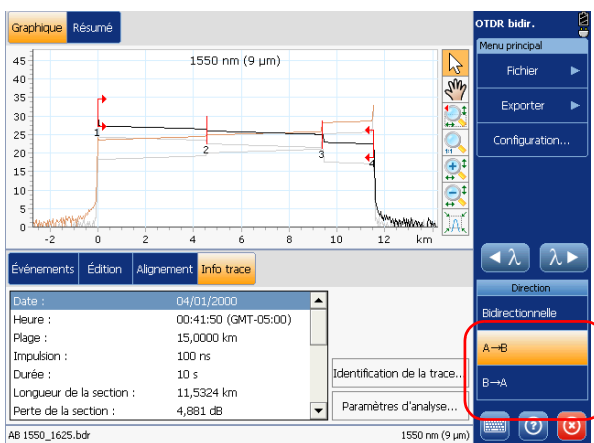 Graphique Résumé
OTDR bidir.
Menu principal
Fichier
Exporter
Configuration...
1550 nm (9 µm)
45
40
35
30
25
20
15
10
5
0
1
2
3
4
-2 0 2 4 6 8 10 12 km
1:1
λ λ
Événements Édition Alignement Info trace
Date : 04/01/2000
Heure : 00:41:50 (GMT-05:00)
Plage : 15,0000 km
Impulsion : 100 ns
Durée : 10 s
Longueur de la section : 11,5324 km
Perte de la section : 4,881 dB
Identification de la trace...
Paramètres d'analyse...
Direction
Bidirectionnelle
A→B
B→A
AB 1550_1625.bdr
1550 nm (9 µm)